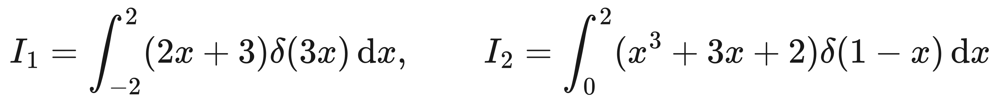 $I_1 = \int_{-2}^{2} (2x + 3)\delta(3x)\,\mathrm{d}x, \qquad I_2 = \int_{0}^{2} (x^3 + 3x + 2)\delta(1 - x)\,\mathrm{d}x$